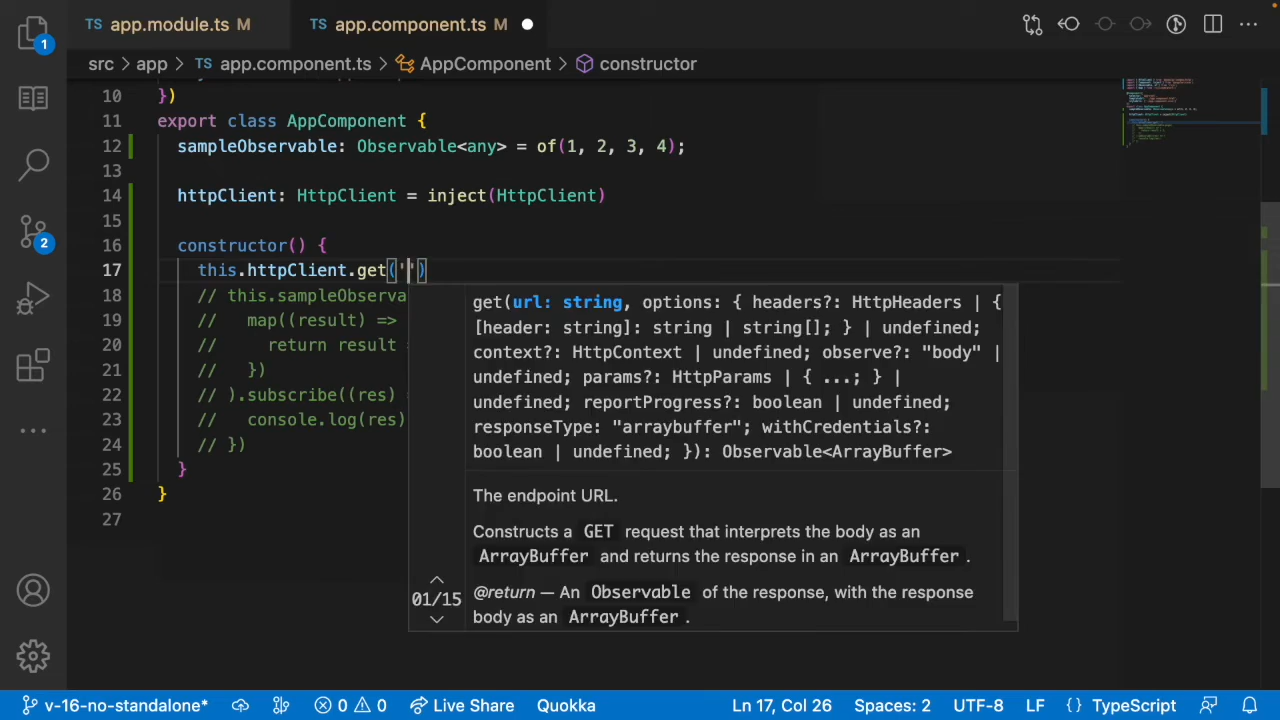 TS app.module.ts M
TS app.component.ts M
1
src > app > TS app.component.ts > AppComponent > constructor
10 })
11 export class AppComponent {
12 sampleObservable: Observable<any> = of(1, 2, 3, 4);
13
14 httpClient: HttpClient = inject(HttpClient)
15
16 constructor() {
17 this.httpClient.get('')
18 // this.sampleObserva
19 // map((result) =>
20 // return result
21 // })
22 // ).subscribe((res)
23 // console.log(res)
24 // })
25 }
26 }
27
get(url: string, options: { headers?: HttpHeaders | {
[header: string]: string | string[]; } | undefined;
context?: HttpContext | undefined; observe?: "body" |
undefined; params?: HttpParams | { ...; } |
undefined; reportProgress?: boolean | undefined;
responseType: "arraybuffer"; withCredentials?:
boolean | undefined; }): Observable<ArrayBuffer>
The endpoint URL.
Constructs a GET request that interprets the body as an
ArrayBuffer and returns the response in an ArrayBuffer.
@return — An Observable of the response, with the response
body as an ArrayBuffer.
01/15
2
v-16-no-standalone* 0 0 Live Share Quokka Ln 17, Col 26 Spaces: 2 UTF-8 LF {} TypeScript